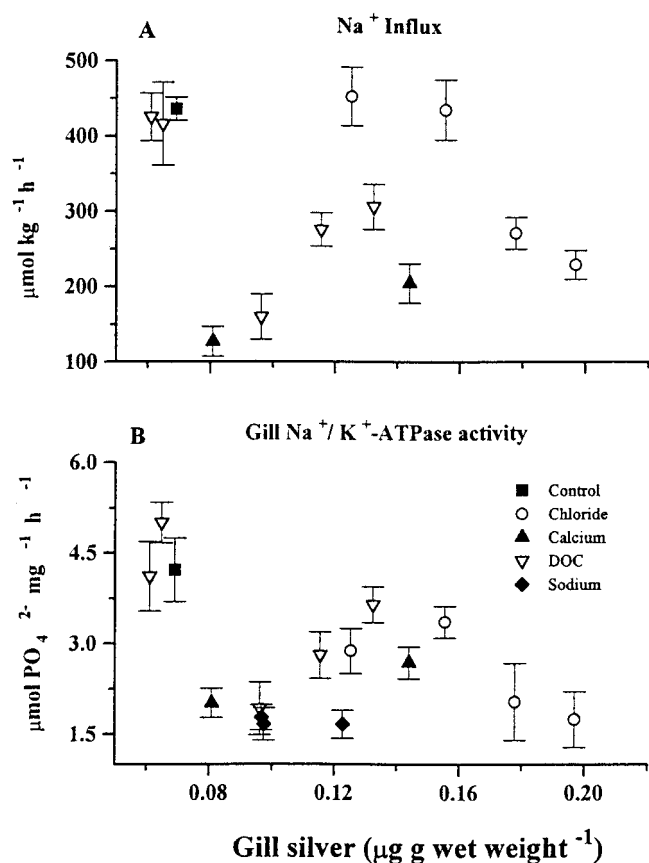 A
Na + Influx
500
400
300
200
100
μmol kg -1 h -1
B
Gill Na +/ K +-ATPase activity
6.0
4.5
3.0
1.5
μmol PO4 2- mg -1 h -1
Control
Chloride
Calcium
DOC
Sodium
0.08
0.12
0.16
0.20
Gill silver (μg g wet weight -1)